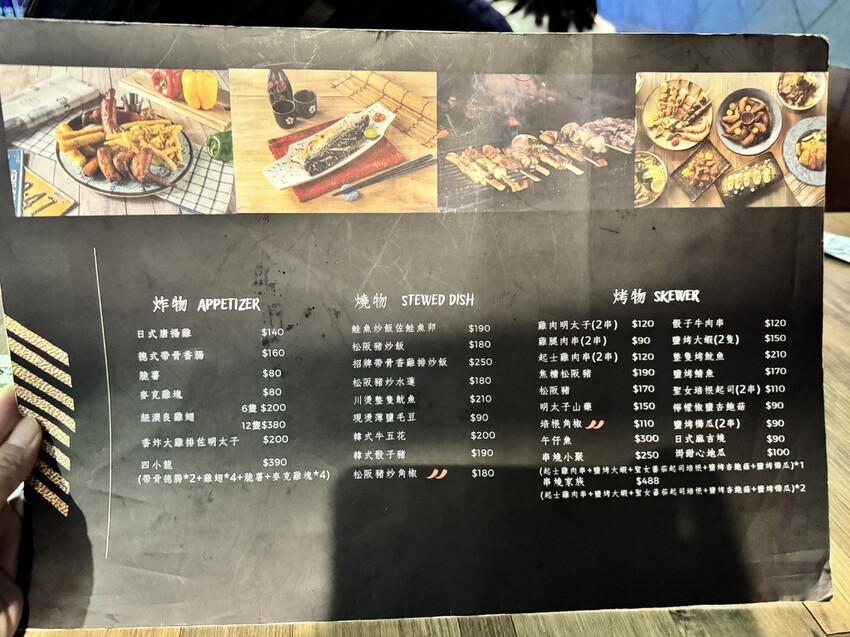 炸物 APPETIZER
日式唐揚雞 $140
德式帶骨香腸 $160
脆薯 $80
麥克雞塊 $80
紐澳良雞翅
6隻 $200
12隻$380
香炸大雞排佐明太子 $200
四小龍 $390
(帶骨德腸*2+雞翅*4+脆薯+麥克雞塊*4)
燒物 STEWED DISH
鮭魚炒飯佐鮭魚卵 $190
松阪豬炒飯 $180
招牌帶骨香雞排炒飯 $250
松阪豬炒水蓮 $180
川燙整隻魷魚 $210
現燙薄鹽毛豆 $90
韓式牛五花 $200
韓式骰子豬 $190
松阪豬炒角椒 $180
烤物 SKEWER
雞肉明太子(2串) $120
雞腿肉串(2串) $90
起士雞肉串(2串) $120
焦糖松阪豬 $190
松阪豬 $170
明太子山藥 $150
培根角椒 $110
午仔魚 $300
串燒小聚 $250
(起士雞肉串+鹽烤大蝦+聖女番茄起司培根+鹽烤杏鮑菇+鹽烤櫛瓜)*1
串燒家族 $488
(起士雞肉串+鹽烤大蝦+聖女番茄起司培根+鹽烤杏鮑菇+鹽烤櫛瓜)*2
骰子牛肉串 $120
鹽烤大蝦(2隻) $150
整隻烤魷魚 $210
鹽烤鯖魚 $170
聖女培根起司(2串) $110
檸檬椒鹽杏鮑菇 $90
鹽烤櫛瓜(2串) $90
日式麻吉燒 $90
焗甜心地瓜 $100
247